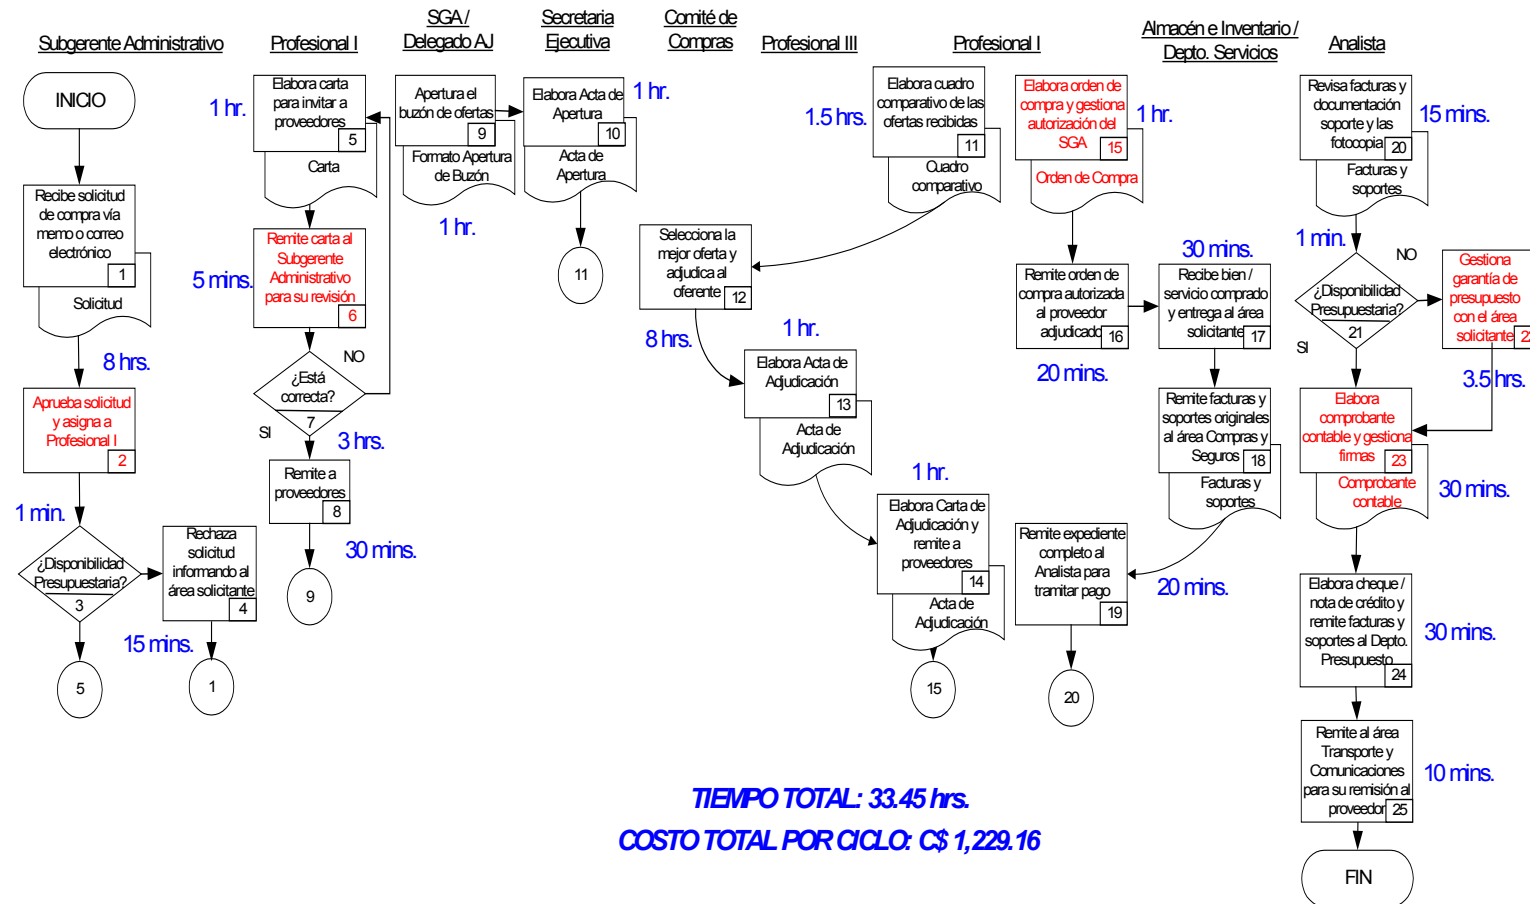 Subgerente Administrativo
INICIO
Recibe solicitud
de compra vía
memo o correo
electrónico
1
Solicitud
8 hrs.
Aprueba solicitud
y asigna a
Profesional I
2
1 min.
¿Disponibilidad
Presupuestaria?
3
Rechaza
solicitud
informando al
área solicitante
4
15 mins.
5
1
Profesional I
1 hr.
Elabora carta
para invitar a
proveedores
5
Carta
Remite carta al
Subgerente
Administrativo
para su revisión
6
5 mins.
NO
¿Está
correcta?
7
SI
3 hrs.
Remite a
proveedores
8
30 mins.
9
SGA /
Delegado AJ
Apertura el
buzón de ofertas
9
Formato Apertura
de Buzón
1 hr.
Secretaria
Ejecutiva
Elabora Acta de
Apertura
10
1 hr.
Acta de
Apertura
11
Comité de
Compras
Selecciona la
mejor oferta y
adjudica al
oferente
12
8 hrs.
Profesional III
1.5 hrs.
Elabora cuadro
comparativo de las
ofertas recibidas
11
Cuadro
comparativo
1 hr.
Elabora Acta de
Adjudicación
13
Acta de
Adjudicación
1 hr.
Elabora Carta de
Adjudicación y
remite a
proveedores
14
Acta de
Adjudicación
15
Profesional I
Elabora orden de
compra y gestiona
autorización del
SGA
15
1 hr.
Orden de Compra
Remite orden de
compra autorizada
al proveedor
adjudicado
16
20 mins.
Remite expediente
completo al
Analista para
tramitar pago
19
20 mins.
20
Almacén e Inventario /
Depto. Servicios
30 mins.
Recibe bien /
servicio comprado
y entrega al área
solicitante
17
Remite facturas y
soportes originales
al área Compras y
Seguros
18
Facturas y
soportes
Analista
Revisa facturas y
documentación
soporte y las
fotocopia
20
15 mins.
Facturas y
soportes
1 min.
NO
¿Disponibilidad
Presupuestaria?
21
SI
Gestiona
garantía de
presupuesto
con el área
solicitante
3.5 hrs.
Elabora
comprobante
contable y gestiona
firmas
23
Comprobante
contable
30 mins.
Elabora cheque /
nota de crédito y
remite facturas y
soportes al Depto.
Presupuesto
24
30 mins.
Remite al área
Transporte y
Comunicaciones
para su remisión al
proveedor
25
10 mins.
FIN
TIEMPO TOTAL: 33.45 hrs.
COSTO TOTAL POR CICLO: C$ 1,229.16